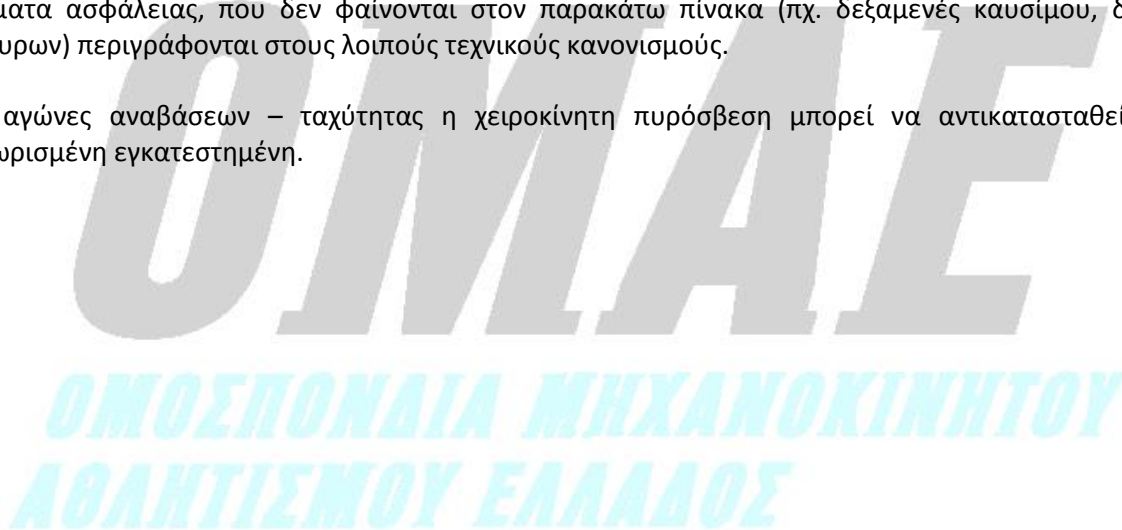 ματα ασφάλειας, που δεν φαίνονται στον παρακάτω πίνακα (πχ. δεξαμενές καυσίμου, δ
υρων) περιγράφονται στους λοιπούς τεχνικούς κανονισμούς.
αγώνες αναβάσεων – ταχύτητας η χειροκίνητη πυρόσβεση μπορεί να αντικατασταθεί
ωρισμένη εγκατεστημένη.
ΟΜΑΕ
ΟΜΟΣΠΟΝΔΙΑ ΜΗΧΑΝΟΚΙΝΗΤΟΥ
ΑΘΛΗΤΙΣΜΟΥ ΕΛΛΑΔΟΣ